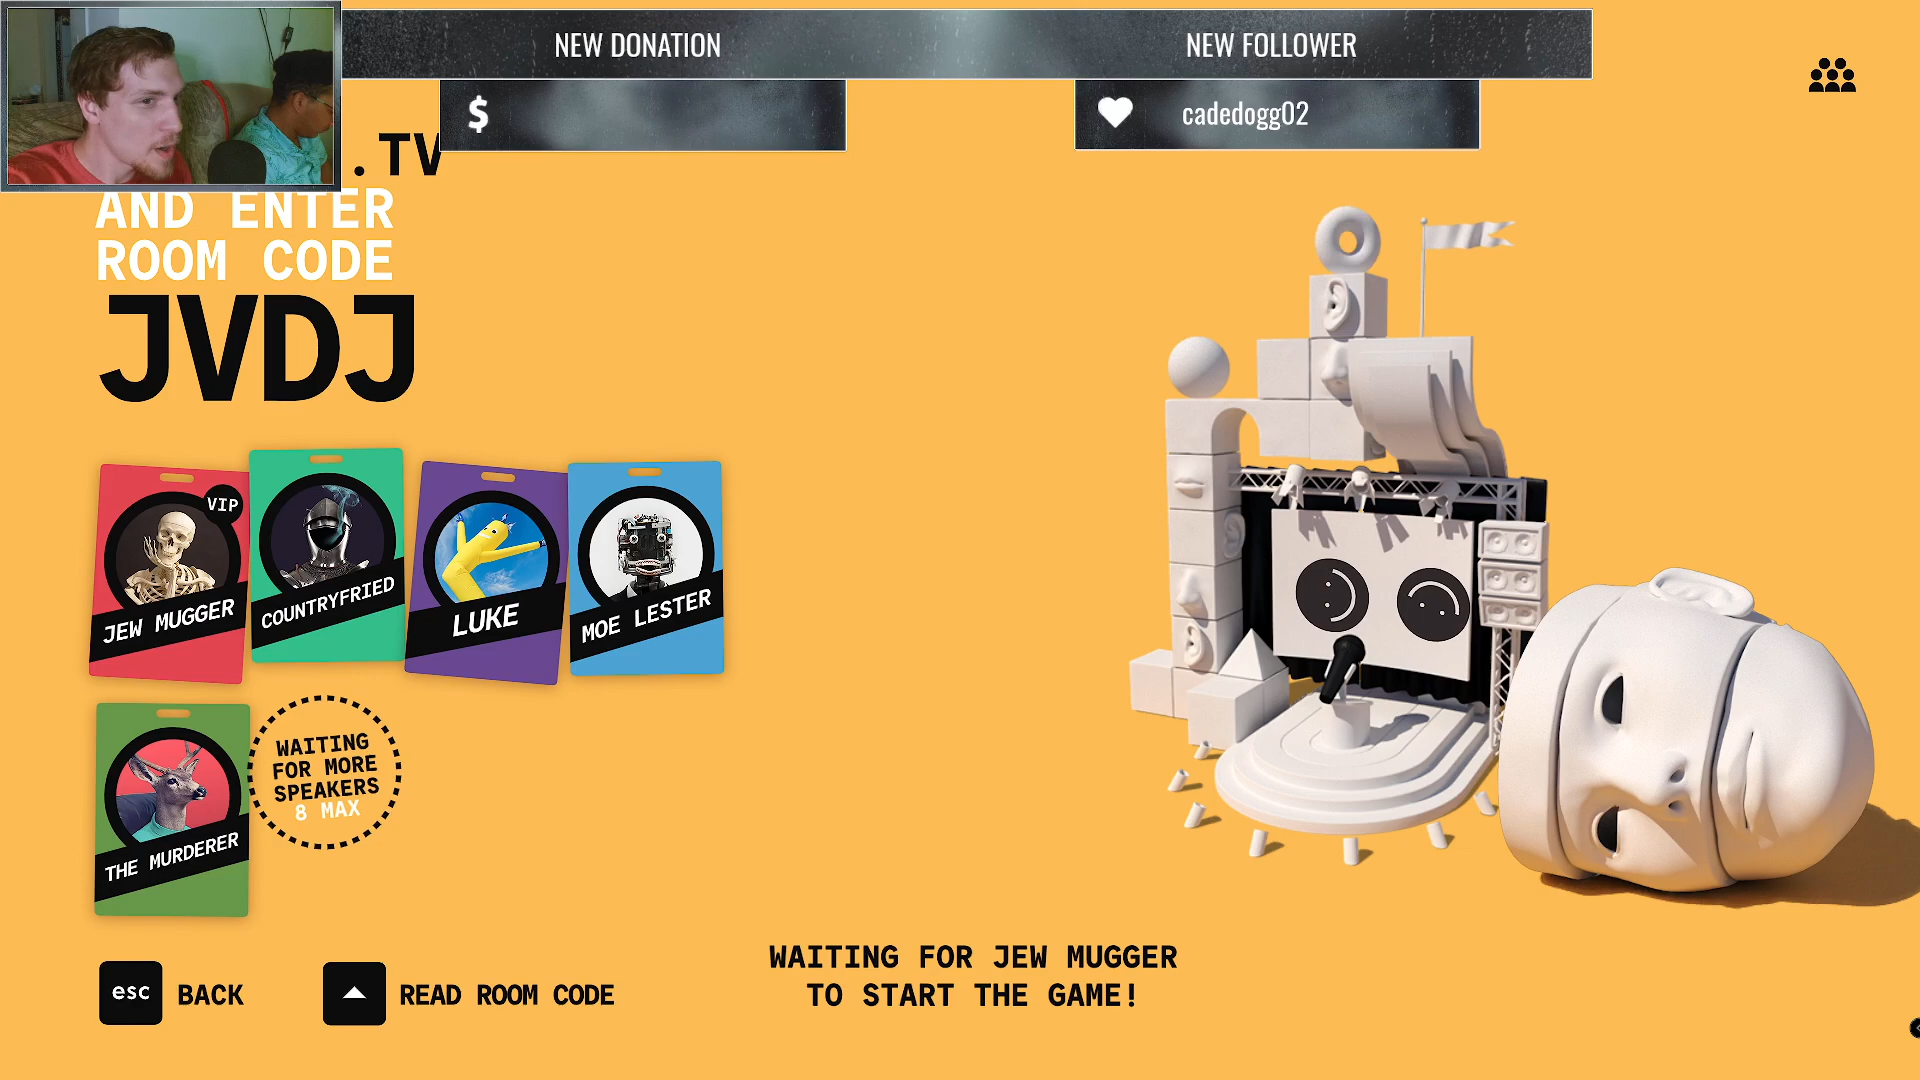 NEW DONATION
NEW FOLLOWER
$
cadedogg02
.TV
AND ENTER
ROOM CODE
JVDJ
VIP
JEW MUGGER
COUNTRYFRIED
LUKE
MOE LESTER
THE MURDERER
WAITING
FOR MORE
SPEAKERS
8 MAX
WAITING FOR JEW MUGGER
TO START THE GAME!
esc BACK
READ ROOM CODE